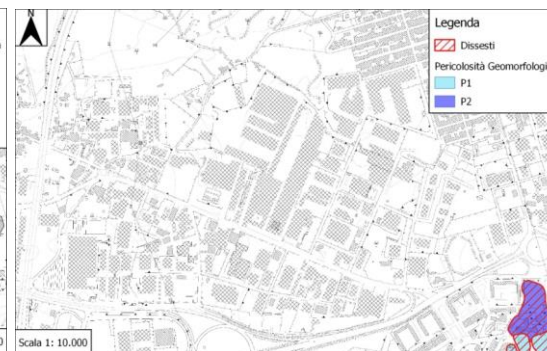 N
Legenda
Dissesti
Pericolosità Geomorfologi
P1
P2
Scala 1: 10.000